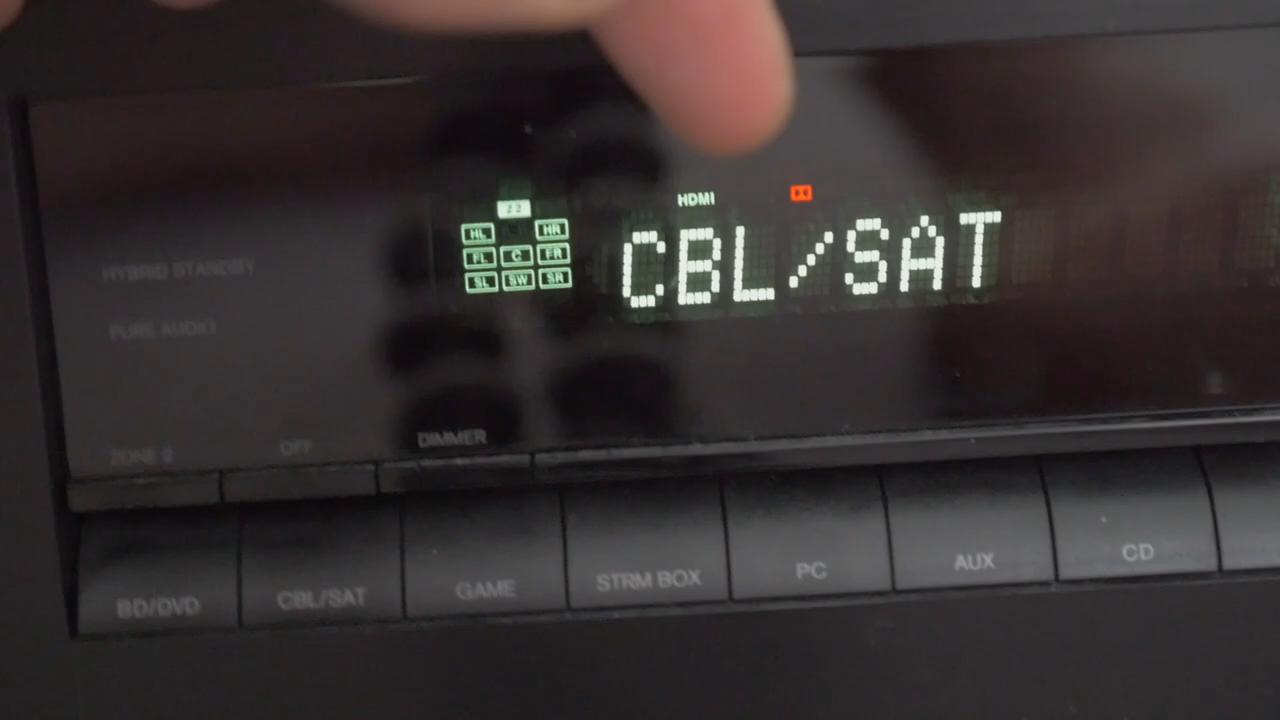 Z2
HDMI
HL HR
FL C FR
SL SW SR
CBL/SAT
HYBRID STANDBY
PURE AUDIO
ZONE 2 OFF DIMMER
BD/DVD CBL/SAT GAME STRM BOX PC AUX CD